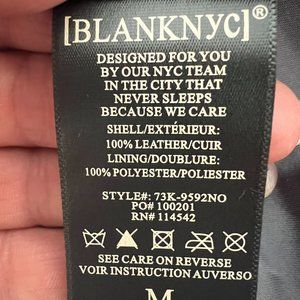 [BLANKNYC]®
DESIGNED FOR YOU
BY OUR NYC TEAM
IN THE CITY THAT
NEVER SLEEPS
BECAUSE WE CARE
SHELL/EXTÉRIEUR:
100% LEATHER/CUIR
LINING/DOUBLURE:
100%POLYESTER/POLIESTER
STYLE#: 73K-9592NO
PO# 100201
RN# 114542
SEE CARE ON REVERSE
VOIR INSTRUCTION AUVERSO
M